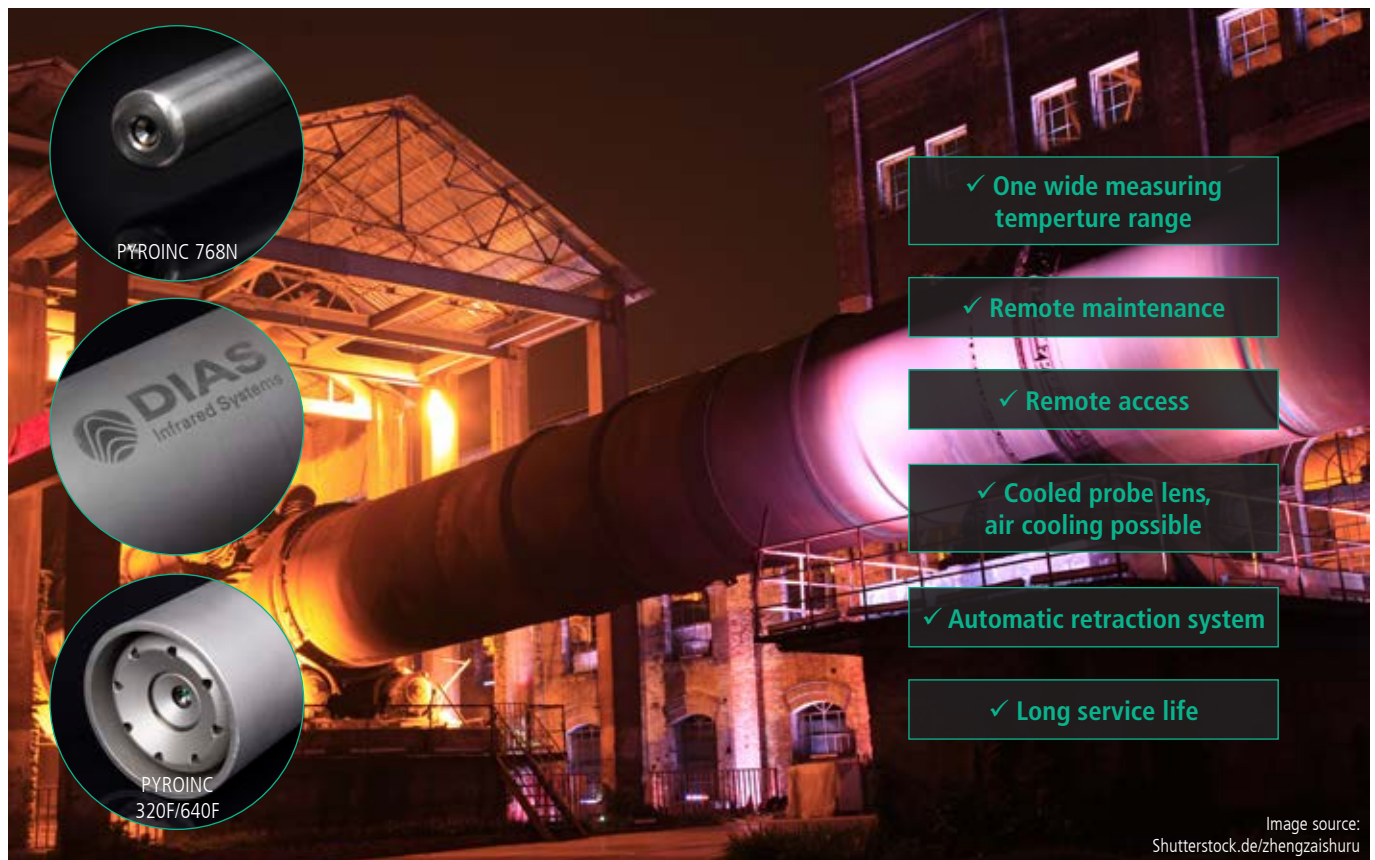 PYROINC 768N
DIAS
Infrared Systems
PYROINC
320F/640F
✓ One wide measuring
temperture range
✓ Remote maintenance
✓ Remote access
✓ Cooled probe lens,
air cooling possible
✓ Automatic retraction system
✓ Long service life
Image source:
Shutterstock.de/zhengzaishuru